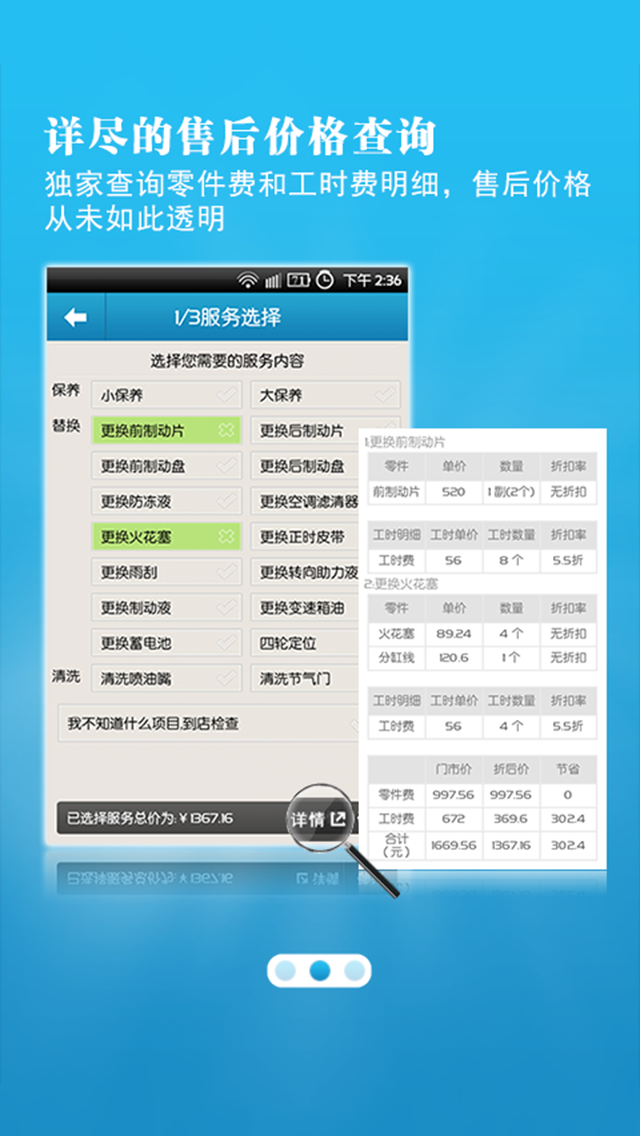 详尽的售后价格查询
独家查询零件费和工时费明细，售后价格
从未如此透明
71 下午 2:36
1/3服务选择
选择您需要的服务内容
保养 小保养 大保养
替换 更换前制动片 更换后制动片
更换前制动盘 更换后制动盘
更换防冻液 更换空调滤清器
更换火花塞 更换正时皮带
更换雨刮 更换转向助力液
更换制动液 更换变速箱油
更换蓄电池 四轮定位
清洗 清洗喷油嘴 清洗节气门
我不知道什么项目,到店检查
已选择服务总价为:￥1367.16 详情
1.更换前制动片
零件 单价 数量 折扣率
前制动片 520 1副(2个) 无折扣
工时明细 工时单价 工时数量 折扣率
工时费 56 8个 5.5折
2.更换火花塞
零件 单价 数量 折扣率
火花塞 89.24 4个 无折扣
分缸线 120.6 1个 无折扣
工时明细 工时单价 工时数量 折扣率
工时费 56 4个 5.5折
门市价 折后价 节省
零件费 997.56 997.56 0
工时费 672 369.6 302.4
合计
（元） 1669.56 1367.16 302.4
已选择服务总价为:￥1367.16 详情